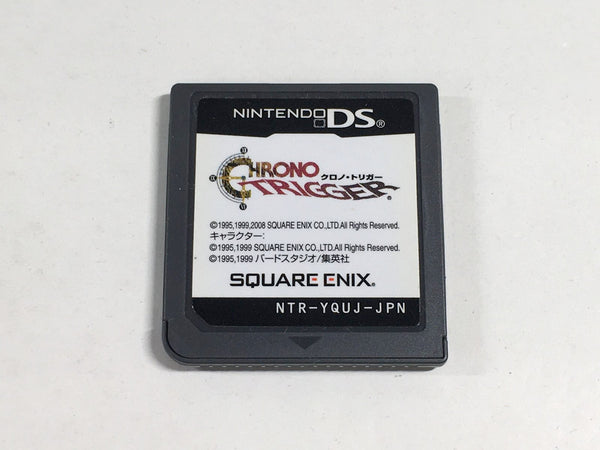 NINTENDO DS®
CHRONO
クロノ・トリガー
TRIGGER®
©1995,1999,2008 SQUARE ENIX CO.,LTD.All Rights Reserved.
キャラクター:
©1995,1999 SQUARE ENIX CO.,LTD.All Rights Reserved.
©1995,1999 バードスタジオ/集英社
SQUARE ENIX®
NTR-YQUJ-JPN